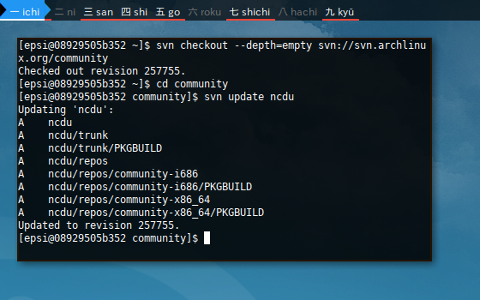 一 ichi 二 ni 三 san 四 shi 五 go 六 roku 七 shichi 八 hachi 九 kyū
[epsi@08929505b352 ~]$ svn checkout --depth=empty svn://svn.archlinu
x.org/community
Checked out revision 257755.
[epsi@08929505b352 ~]$ cd community
[epsi@08929505b352 community]$ svn update ncdu
Updating 'ncdu':
A    ncdu
A    ncdu/trunk
A    ncdu/trunk/PKGBUILD
A    ncdu/repos
A    ncdu/repos/community-i686
A    ncdu/repos/community-i686/PKGBUILD
A    ncdu/repos/community-x86_64
A    ncdu/repos/community-x86_64/PKGBUILD
Updated to revision 257755.
[epsi@08929505b352 community]$